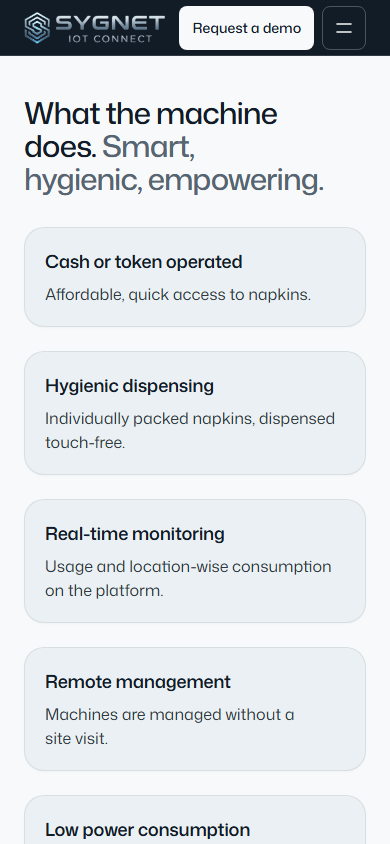 SYGNET
IOT CONNECT
Request a demo
What the machine
does. Smart,
hygienic, empowering.
Cash or token operated
Affordable, quick access to napkins.
Hygienic dispensing
Individually packed napkins, dispensed
touch-free.
Real-time monitoring
Usage and location-wise consumption
on the platform.
Remote management
Machines are managed without a
site visit.
Low power consumption